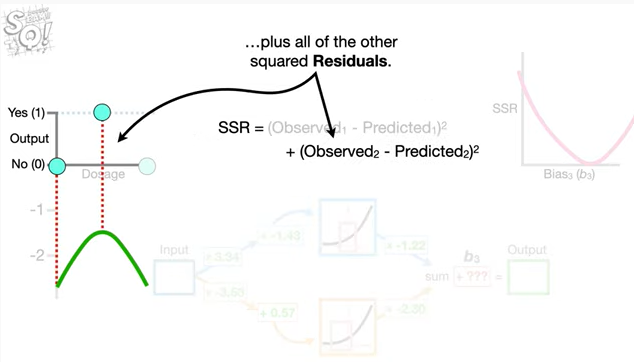 …plus all of the other
squared Residuals.
SSR = (Observed₁ - Predicted₁)²
+ (Observed₂ - Predicted₂)²
Yes (1)
Output
No (0)
Dosage
-1
-2
SSR
Bias₃ (b₃)
Input
× 3.34
+ -1.43
× -1.22
× -3.50
+ 0.57
× -2.30
b₃
sum + ??? =
Output